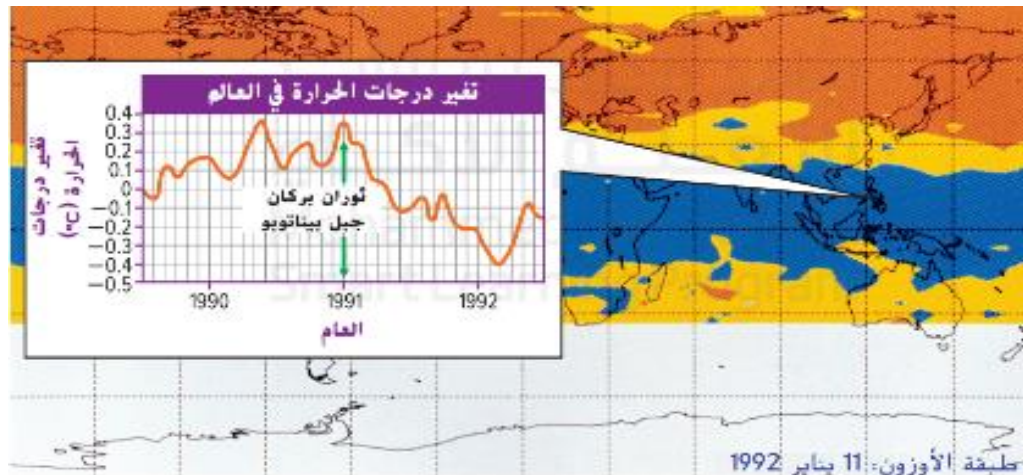 تغير درجات الحرارة في العالم
تغير درجات
الحرارة (°C)
0.4
0.3
0.2
0.1
0
−0.1
−0.2
−0.3
−0.4
−0.5
ثوران بركان
جبل بيناتوبو
1990
1991
1992
العام
طبقة الأوزون: 11 يناير 1992